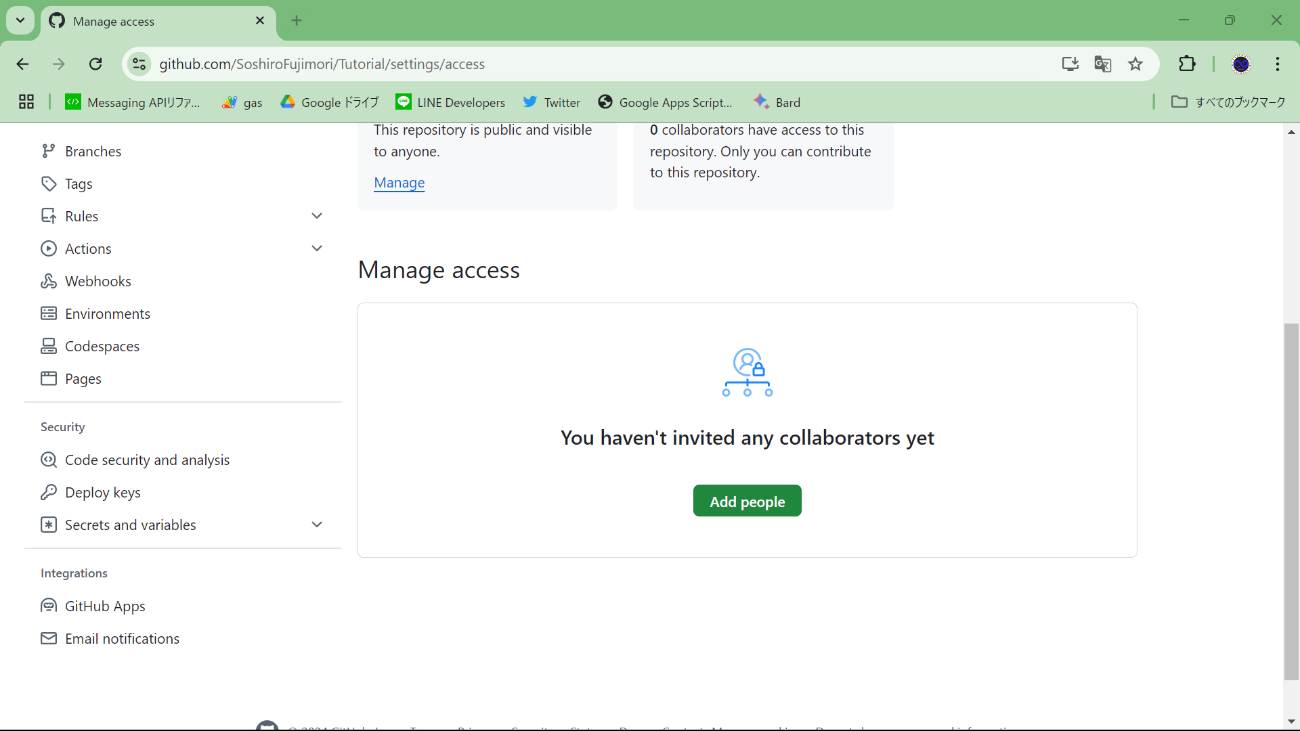 Manage access
github.com/SoshiroFujimori/Tutorial/settings/access
Messaging APIリファ...
gas
Google ドライブ
LINE Developers
Twitter
Google Apps Script...
Bard
すべてのブックマーク
Branches
Tags
Rules
Actions
Webhooks
Environments
Codespaces
Pages
Security
Code security and analysis
Deploy keys
Secrets and variables
Integrations
GitHub Apps
Email notifications
This repository is public and visible
to anyone.
Manage
0 collaborators have access to this
repository. Only you can contribute
to this repository.
Manage access
You haven't invited any collaborators yet
Add people